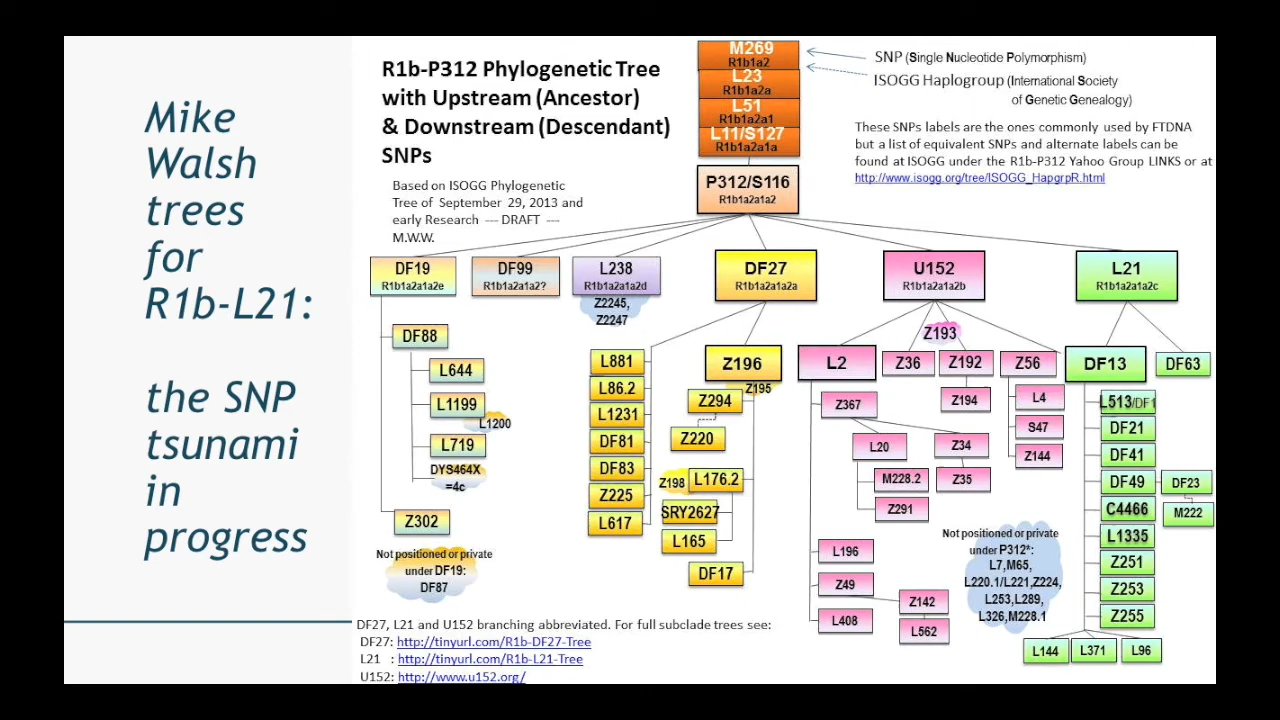 Mike
Walsh
trees
for
R1b-L21:
the SNP
tsunami
in
progress
R1b-P312 Phylogenetic Tree
with Upstream (Ancestor)
& Downstream (Descendant)
SNPs
Based on ISOGG Phylogenetic
Tree of September 29, 2013 and
early Research --- DRAFT ---
M.W.W.
M269
R1b1a2
L23
R1b1a2a
L51
R1b1a2a1
L11/S127
R1b1a2a1a
P312/S116
R1b1a2a1a2
SNP (Single Nucleotide Polymorphism)
ISOGG Haplogroup (International Society
of Genetic Genealogy)
These SNPs labels are the ones commonly used by FTDNA
but a list of equivalent SNPs and alternate labels can be
found at ISOGG under the R1b-P312 Yahoo Group LINKS or at
http://www.isogg.org/tree/ISOGG_HapgrpR.html
DF19
R1b1a2a1a2e
DF99
R1b1a2a1a2?
L238
R1b1a2a1a2d
Z2245,
Z2247
DF27
R1b1a2a1a2a
U152
R1b1a2a1a2b
L21
R1b1a2a1a2c
DF88
L644
L1199
L1200
L719
DYS464X
=4c
Z302
Not positioned or private
under DF19:
DF87
L881
L86.2
L1231
DF81
DF83
Z225
L617
Z196
Z195
Z294
Z220
Z198
L176.2
SRY2627
L165
DF17
Z193
L2
Z36
Z192
Z56
Z194
L4
S47
Z144
Z367
L20
Z34
M228.2
Z35
Z291
L196
Z49
Z142
L408
L562
Not positioned or private
under P312*:
L7,M65,
L220.1/L221,Z224,
L253,L289,
L326,M228.1
DF13
DF63
L513/DF1
DF21
DF41
DF49
DF23
M222
C4466
L1335
Z251
Z253
Z255
L144
L371
L96
DF27, L21 and U152 branching abbreviated. For full subclade trees see:
DF27: http://tinyurl.com/R1b-DF27-Tree
L21 : http://tinyurl.com/R1b-L21-Tree
U152: http://www.u152.org/